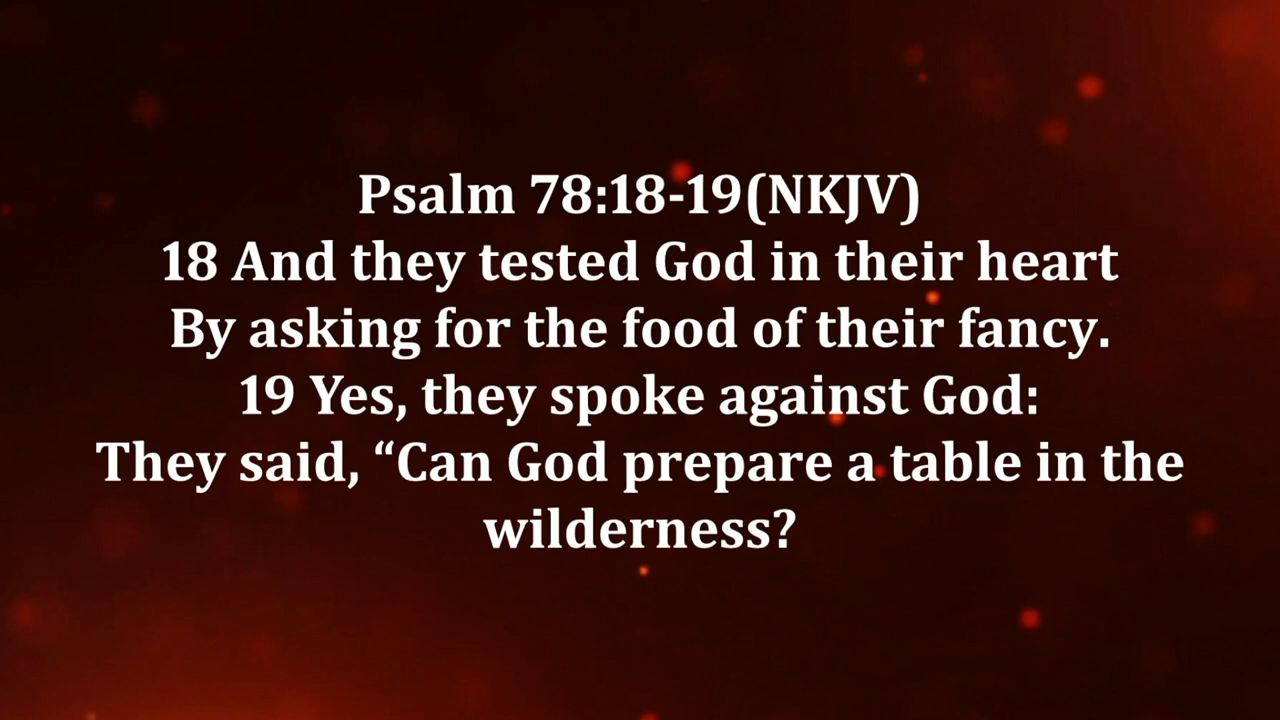 Psalm 78:18-19(NKJV)
18 And they tested God in their heart
By asking for the food of their fancy.
19 Yes, they spoke against God:
They said, “Can God prepare a table in the
wilderness?